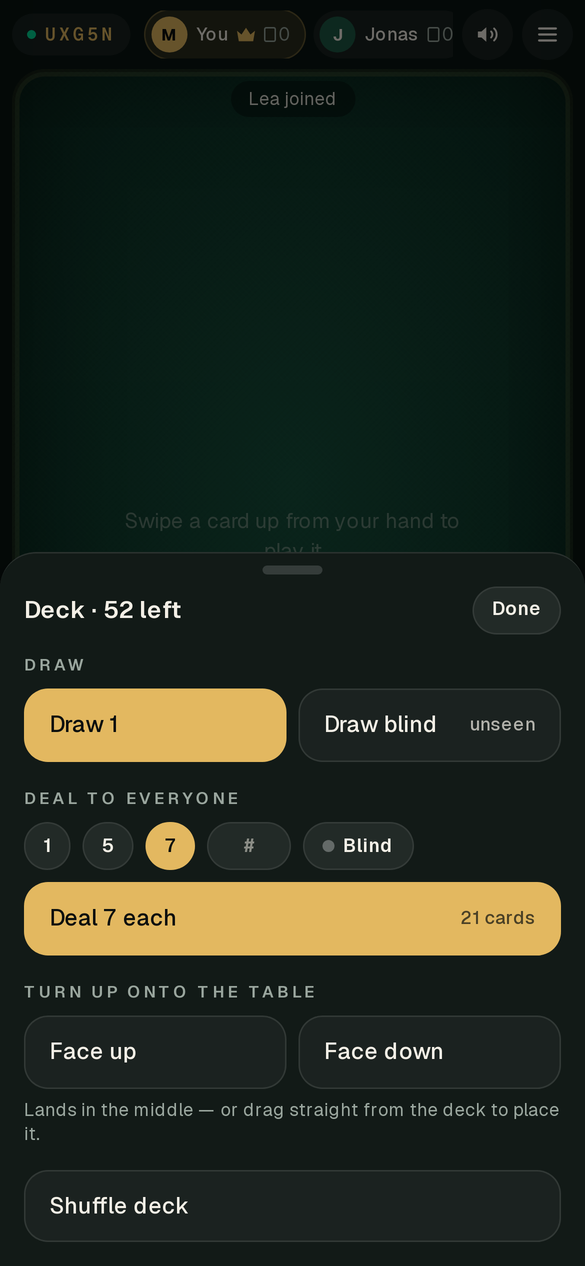 UXG5N
M You 0
J Jonas 0
Lea joined
Swipe a card up from your hand to
play it
Deck · 52 left
Done
DRAW
Draw 1
Draw blind unseen
DEAL TO EVERYONE
1 5 7 # Blind
Deal 7 each 21 cards
TURN UP ONTO THE TABLE
Face up
Face down
Lands in the middle — or drag straight from the deck to place
it.
Shuffle deck